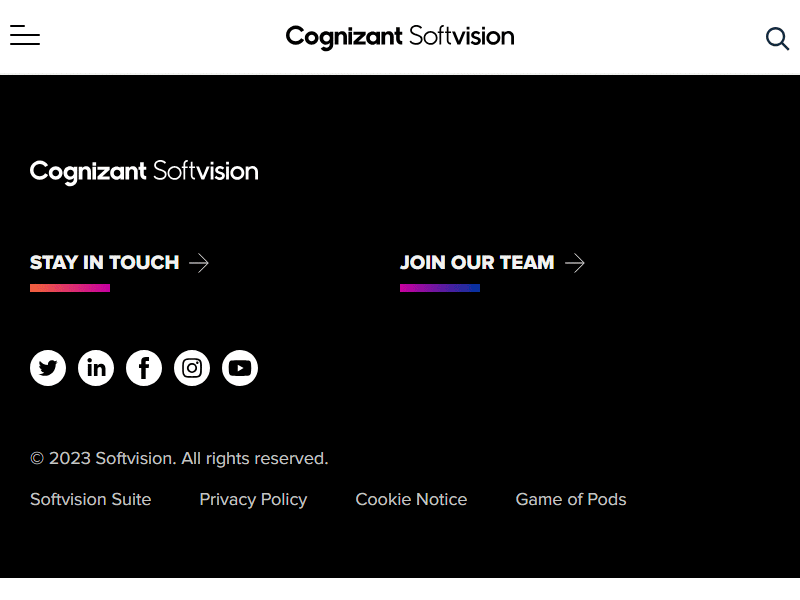 Cognizant Softvision
Cognizant Softvision
STAY IN TOUCH
JOIN OUR TEAM
© 2023 Softvision. All rights reserved.
Softvision Suite Privacy Policy Cookie Notice Game of Pods